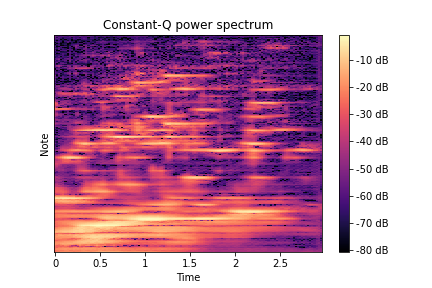 Constant-Q power spectrum
Note
-10 dB
-20 dB
-30 dB
-40 dB
-50 dB
-60 dB
-70 dB
-80 dB
0 0.5 1 1.5 2 2.5
Time